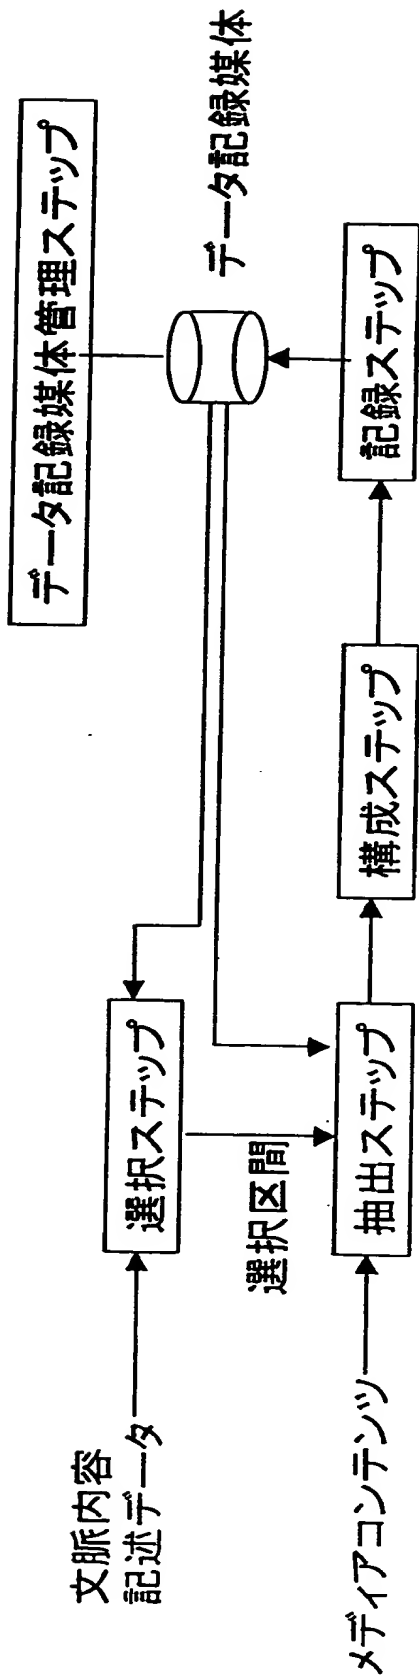 データ記録媒体管理ステップ
データ記録媒体
文脈内容
記述データ
選択ステップ
選択区間
メディアコンテンツ
抽出ステップ
構成ステップ
記録ステップ